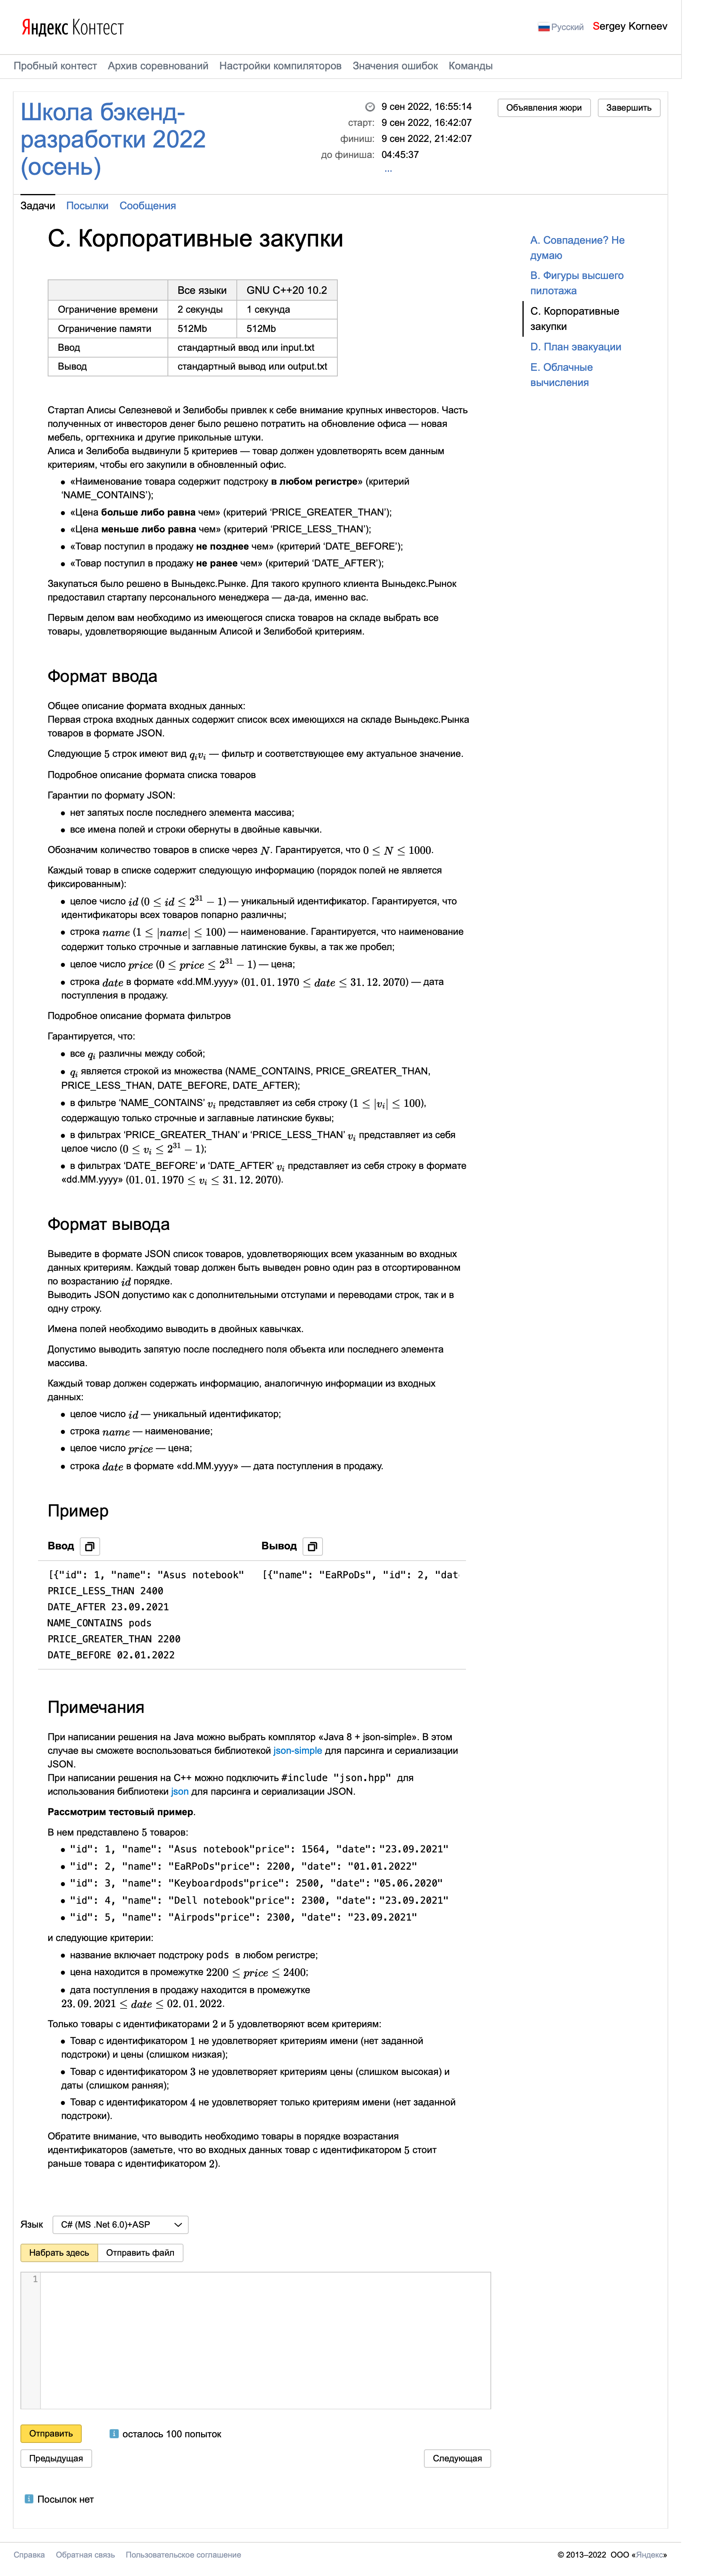 Яндекс Контест
Русский Sergey Korneev
Пробный контест Архив соревнований Настройки компиляторов Значения ошибок Команды
Школа бэкенд-
разработки 2022
(осень)
9 сен 2022, 16:55:14
старт: 9 сен 2022, 16:42:07
финиш: 9 сен 2022, 21:42:07
до финиша: 04:45:37
...
Объявления жюри Завершить
Задачи Посылки Сообщения
C. Корпоративные закупки
A. Совпадение? Не
думаю
B. Фигуры высшего
пилотажа
C. Корпоративные
закупки
D. План эвакуации
E. Облачные
вычисления
Все языки GNU C++20 10.2
Ограничение времени 2 секунды 1 секунда
Ограничение памяти 512Mb 512Mb
Ввод стандартный ввод или input.txt
Вывод стандартный вывод или output.txt
Стартап Алисы Селезневой и Зелибобы привлек к себе внимание крупных инвесторов. Часть
полученных от инвесторов денег было решено потратить на обновление офиса — новая
мебель, оргтехника и другие прикольные штуки.
Алиса и Зелибоба выдвинули 5 критериев — товар должен удовлетворять всем данным
критериям, чтобы его закупили в обновленный офис.
• «Наименование товара содержит подстроку в любом регистре» (критерий
‘NAME_CONTAINS’);
• «Цена больше либо равна чем» (критерий ‘PRICE_GREATER_THAN’);
• «Цена меньше либо равна чем» (критерий ‘PRICE_LESS_THAN’);
• «Товар поступил в продажу не позднее чем» (критерий ‘DATE_BEFORE’);
• «Товар поступил в продажу не ранее чем» (критерий ‘DATE_AFTER’);
Закупаться было решено в Выньдекс.Рынке. Для такого крупного клиента Выньдекс.Рынок
предоставил стартапу персонального менеджера — да-да, именно вас.
Первым делом вам необходимо из имеющегося списка товаров на складе выбрать все
товары, удовлетворяющие выданным Алисой и Зелибобой критериям.
Формат ввода
Общее описание формата входных данных:
Первая строка входных данных содержит список всех имеющихся на складе Выньдекс.Рынка
товаров в формате JSON.
Следующие 5 строк имеют вид qᵢvᵢ — фильтр и соответствующее ему актуальное значение.
Подробное описание формата списка товаров
Гарантии по формату JSON:
• нет запятых после последнего элемента массива;
• все имена полей и строки обернуты в двойные кавычки.
Обозначим количество товаров в списке через N. Гарантируется, что 0 ≤ N ≤ 1000.
Каждый товар в списке содержит следующую информацию (порядок полей не является
фиксированным):
• целое число id (0 ≤ id ≤ 2³¹ − 1) — уникальный идентификатор. Гарантируется, что
идентификаторы всех товаров попарно различны;
• строка name (1 ≤ |name| ≤ 100) — наименование. Гарантируется, что наименование
содержит только строчные и заглавные латинские буквы, а так же пробел;
• целое число price (0 ≤ price ≤ 2³¹ − 1) — цена;
• строка date в формате «dd.MM.yyyy» (01.01.1970 ≤ date ≤ 31.12.2070) — дата
поступления в продажу.
Подробное описание формата фильтров
Гарантируется, что:
• все qᵢ различны между собой;
• qᵢ является строкой из множества (NAME_CONTAINS, PRICE_GREATER_THAN,
PRICE_LESS_THAN, DATE_BEFORE, DATE_AFTER);
• в фильтре ‘NAME_CONTAINS’ vᵢ представляет из себя строку (1 ≤ |vᵢ| ≤ 100),
содержащую только строчные и заглавные латинские буквы;
• в фильтрах ‘PRICE_GREATER_THAN’ и ‘PRICE_LESS_THAN’ vᵢ представляет из себя
целое число (0 ≤ vᵢ ≤ 2³¹ − 1);
• в фильтрах ‘DATE_BEFORE’ и ‘DATE_AFTER’ vᵢ представляет из себя строку в формате
«dd.MM.yyyy» (01.01.1970 ≤ vᵢ ≤ 31.12.2070).
Формат вывода
Выведите в формате JSON список товаров, удовлетворяющих всем указанным во входных
данных критериям. Каждый товар должен быть выведен ровно один раз в отсортированном
по возрастанию id порядке.
Выводить JSON допустимо как с дополнительными отступами и переводами строк, так и в
одну строку.
Имена полей необходимо выводить в двойных кавычках.
Допустимо выводить запятую после последнего поля объекта или последнего элемента
массива.
Каждый товар должен содержать информацию, аналогичную информации из входных
данных:
• целое число id — уникальный идентификатор;
• строка name — наименование;
• целое число price — цена;
• строка date в формате «dd.MM.yyyy» — дата поступления в продажу.
Пример
Ввод Вывод
[{"id": 1, "name": "Asus notebook" [{"name": "EaRPoDs", "id": 2, "dat
PRICE_LESS_THAN 2400
DATE_AFTER 23.09.2021
NAME_CONTAINS pods
PRICE_GREATER_THAN 2200
DATE_BEFORE 02.01.2022
Примечания
При написании решения на Java можно выбрать комплятор «Java 8 + json-simple». В этом
случае вы сможете воспользоваться библиотекой json-simple для парсинга и сериализации
JSON.
При написании решения на C++ можно подключить #include "json.hpp" для
использования библиотеки json для парсинга и сериализации JSON.
Рассмотрим тестовый пример.
В нем представлено 5 товаров:
• "id": 1, "name": "Asus notebook"price": 1564, "date": "23.09.2021"
• "id": 2, "name": "EaRPoDs"price": 2200, "date": "01.01.2022"
• "id": 3, "name": "Keyboardpods"price": 2500, "date": "05.06.2020"
• "id": 4, "name": "Dell notebook"price": 2300, "date": "23.09.2021"
• "id": 5, "name": "Airpods"price": 2300, "date": "23.09.2021"
и следующие критерии:
• название включает подстроку pods в любом регистре;
• цена находится в промежутке 2200 ≤ price ≤ 2400;
• дата поступления в продажу находится в промежутке
23.09.2021 ≤ date ≤ 02.01.2022.
Только товары с идентификаторами 2 и 5 удовлетворяют всем критериям:
• Товар с идентификатором 1 не удовлетворяет критериям имени (нет заданной
подстроки) и цены (слишком низкая);
• Товар с идентификатором 3 не удовлетворяет критериям цены (слишком высокая) и
даты (слишком ранняя);
• Товар с идентификатором 4 не удовлетворяет только критериям имени (нет заданной
подстроки).
Обратите внимание, что выводить необходимо товары в порядке возрастания
идентификаторов (заметьте, что во входных данных товар с идентификатором 5 стоит
раньше товара с идентификатором 2).
Язык C# (MS .Net 6.0)+ASP
Набрать здесь Отправить файл
1
Отправить осталось 100 попыток
Предыдущая Следующая
Посылок нет
Справка Обратная связь Пользовательское соглашение © 2013–2022 ООО «Яндекс»